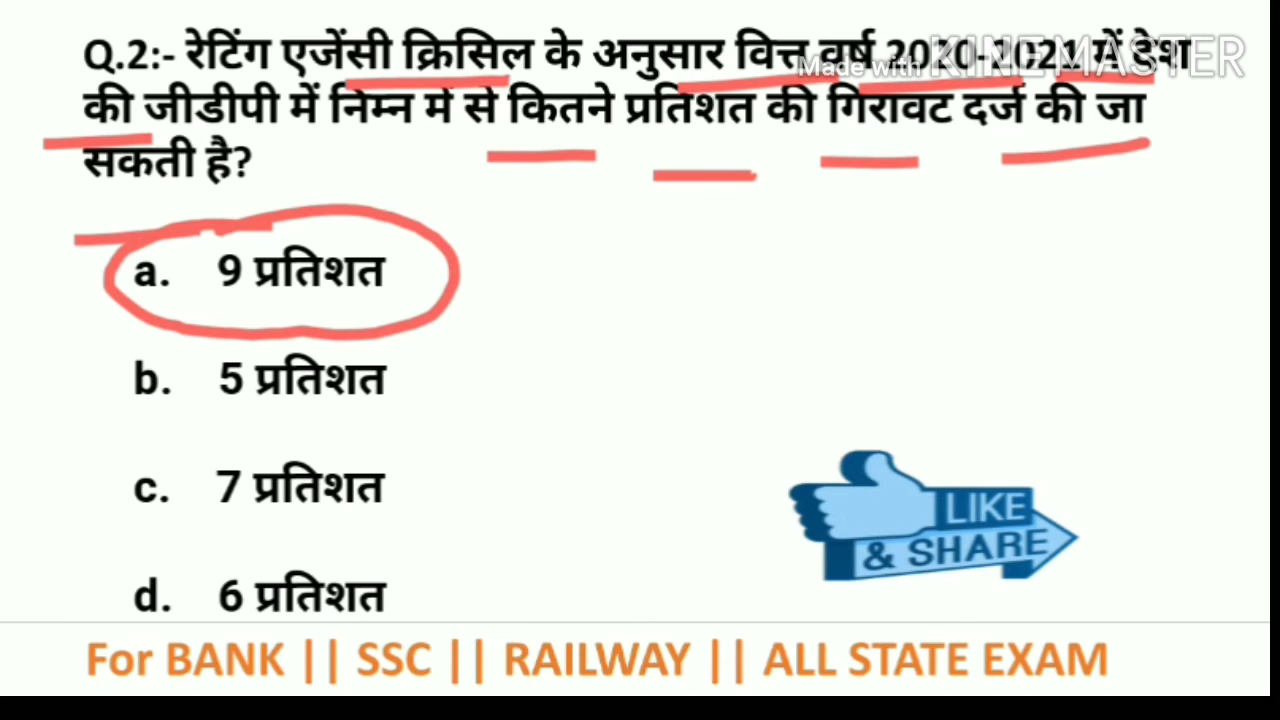 Q.2:- रेटिंग एजेंसी क्रिसिल के अनुसार वित्त वर्ष 2020-2021 में देश
Made with KINEMASTER
की जीडीपी में निम्न में से कितने प्रतिशत की गिरावट दर्ज की जा
सकती है?
a. 9 प्रतिशत
b. 5 प्रतिशत
c. 7 प्रतिशत
LIKE
& SHARE
d. 6 प्रतिशत
For BANK || SSC || RAILWAY || ALL STATE EXAM